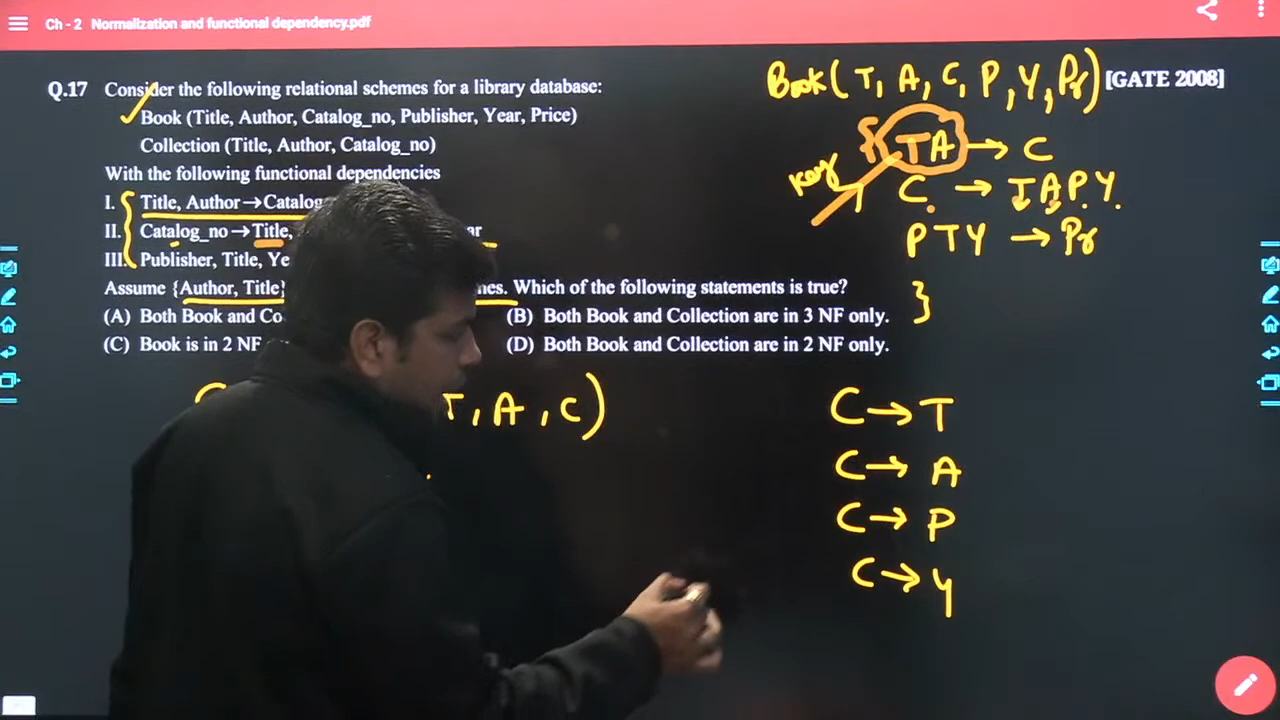 Ch - 2 Normalization and functional dependency.pdf
Q.17 Consider the following relational schemes for a library database:
[GATE 2008]
Book (Title, Author, Catalog_no, Publisher, Year, Price)
Collection (Title, Author, Catalog_no)
With the following functional dependencies
I. Title, Author → Catalog
II. Catalog_no → Title,
III. Publisher, Title, Ye
Assume {Author, Title} Which of the following statements is true?
(A) Both Book and Co
(B) Both Book and Collection are in 3 NF only.
(C) Book is in 2 NF
(D) Both Book and Collection are in 2 NF only.
Book(T, A, C, P, Y, Pr)
{ TA → C
key
C → T A P Y
P T Y → Pr
}
T, A, C)
C → T
C → A
C → P
C → Y